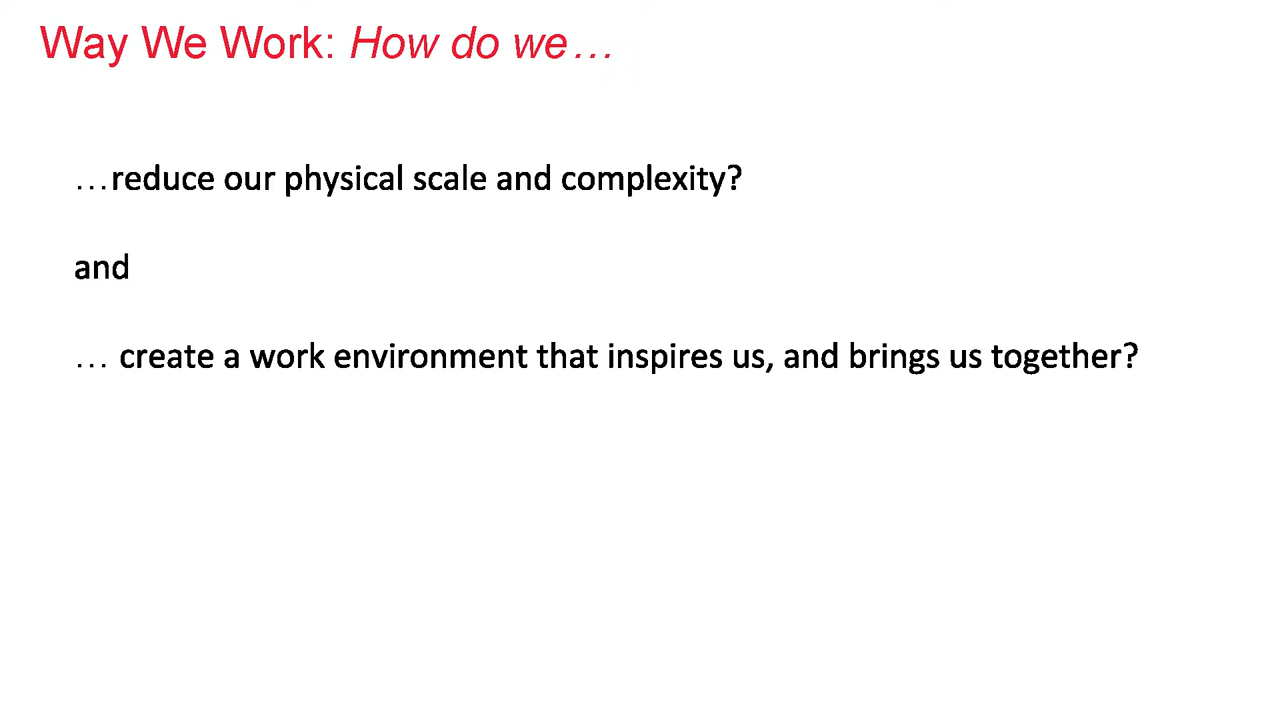 Way We Work: How do we…
…reduce our physical scale and complexity?
and
… create a work environment that inspires us, and brings us together?